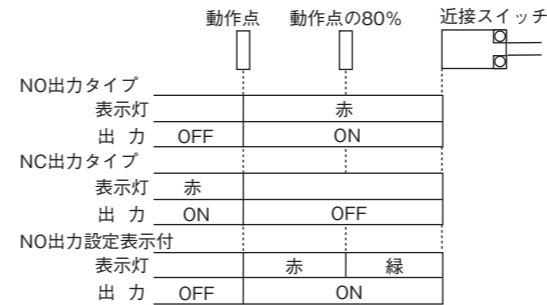 動作点 動作点の80% 近接スイッチ
NO出力タイプ
表示灯 赤
出 力 OFF ON
NC出力タイプ
表示灯 赤
出 力 ON OFF
NO出力設定表示付
表示灯 赤 緑
出 力 OFF ON